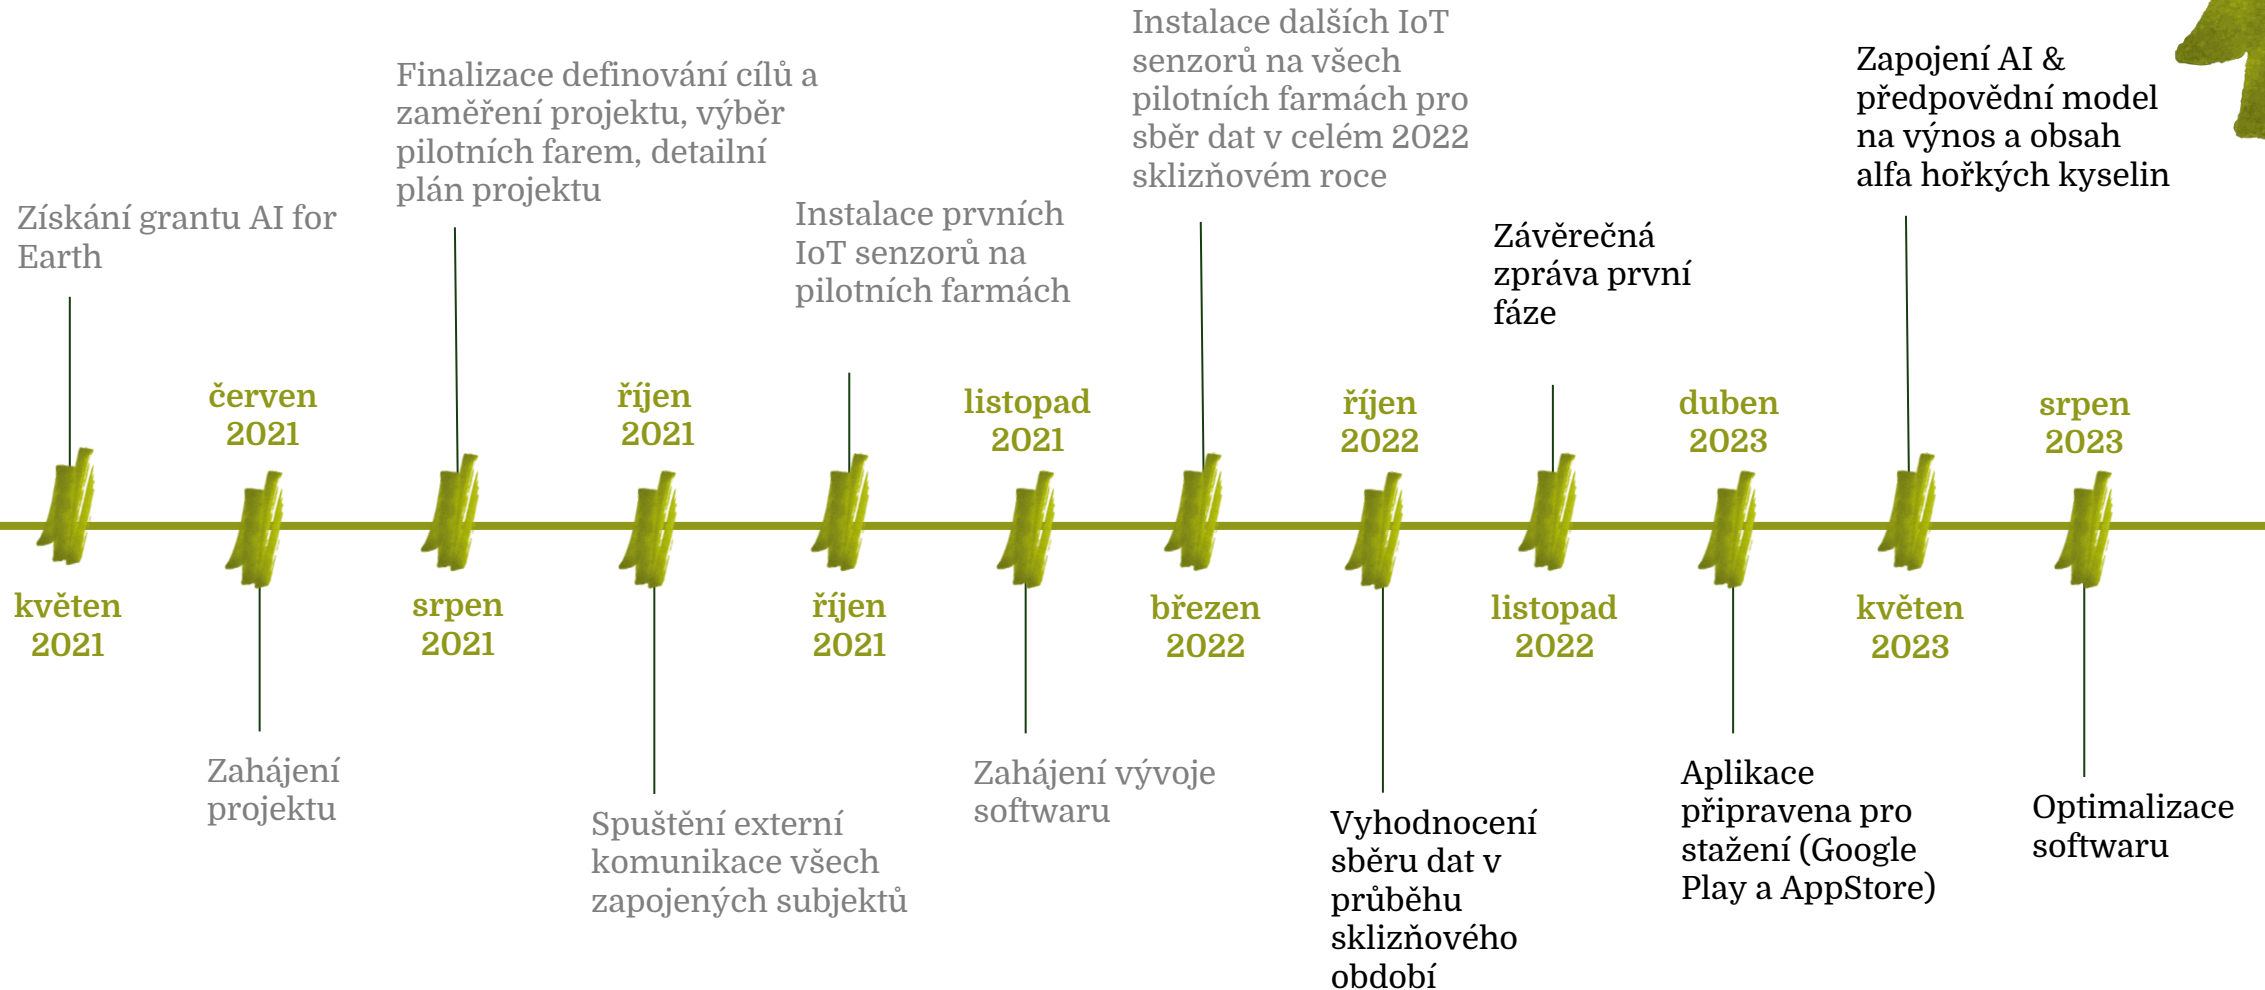 Získání grantu AI for
Earth
květen
2021
červen
2021
Zahájení
projektu
Finalizace definování cílů a
zaměření projektu, výběr
pilotních farem, detailní
plán projektu
srpen
2021
říjen
2021
Spuštění externí
komunikace všech
zapojených subjektů
Instalace prvních
IoT senzorů na
pilotních farmách
říjen
2021
listopad
2021
Zahájení vývoje
softwaru
Instalace dalších IoT
senzorů na všech
pilotních farmách pro
sběr dat v celém 2022
sklizňovém roce
březen
2022
říjen
2022
Vyhodnocení
sběru dat v
průběhu
sklizňového
období
Závěrečná
zpráva první
fáze
listopad
2022
duben
2023
Aplikace
připravena pro
stažení (Google
Play a AppStore)
Zapojení AI &
předpovědní model
na výnos a obsah
alfa hořkých kyselin
květen
2023
srpen
2023
Optimalizace
softwaru